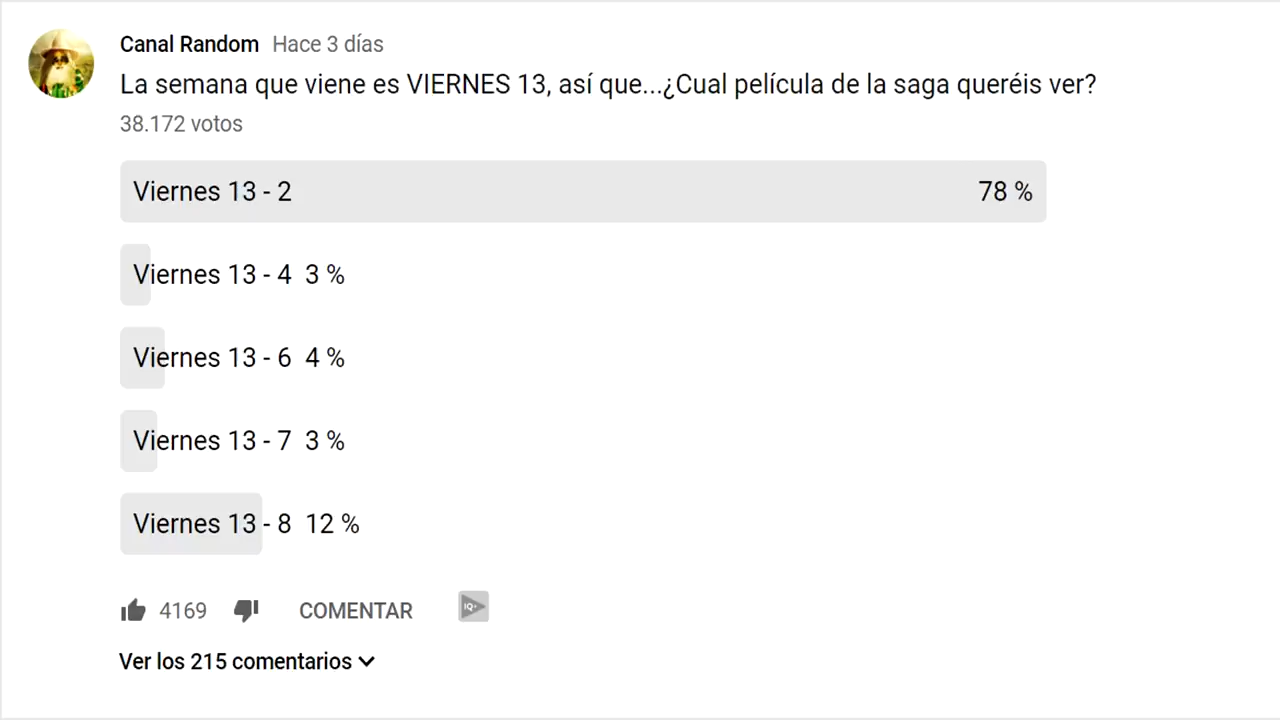 Canal Random Hace 3 días
La semana que viene es VIERNES 13, así que...¿Cual película de la saga queréis ver?
38.172 votos
Viernes 13 - 2 78 %
Viernes 13 - 4 3 %
Viernes 13 - 6 4 %
Viernes 13 - 7 3 %
Viernes 13 - 8 12 %
4169 COMENTAR IQ+
Ver los 215 comentarios